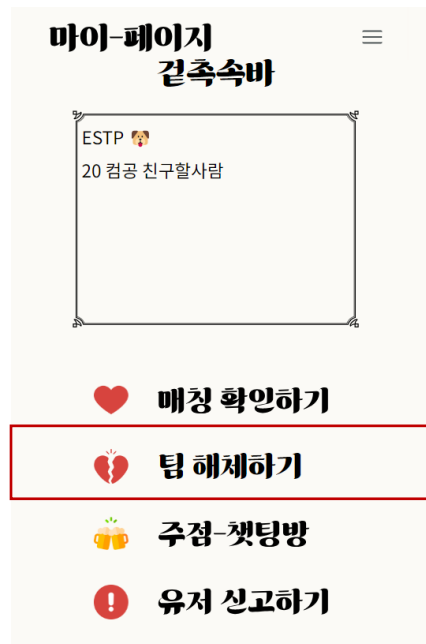 마이-페이지
겉촉속바
ESTP 🐶
20 컴공 친구할사람
매칭 확인하기
팀 해체하기
주점-챗팅방
유저 신고하기